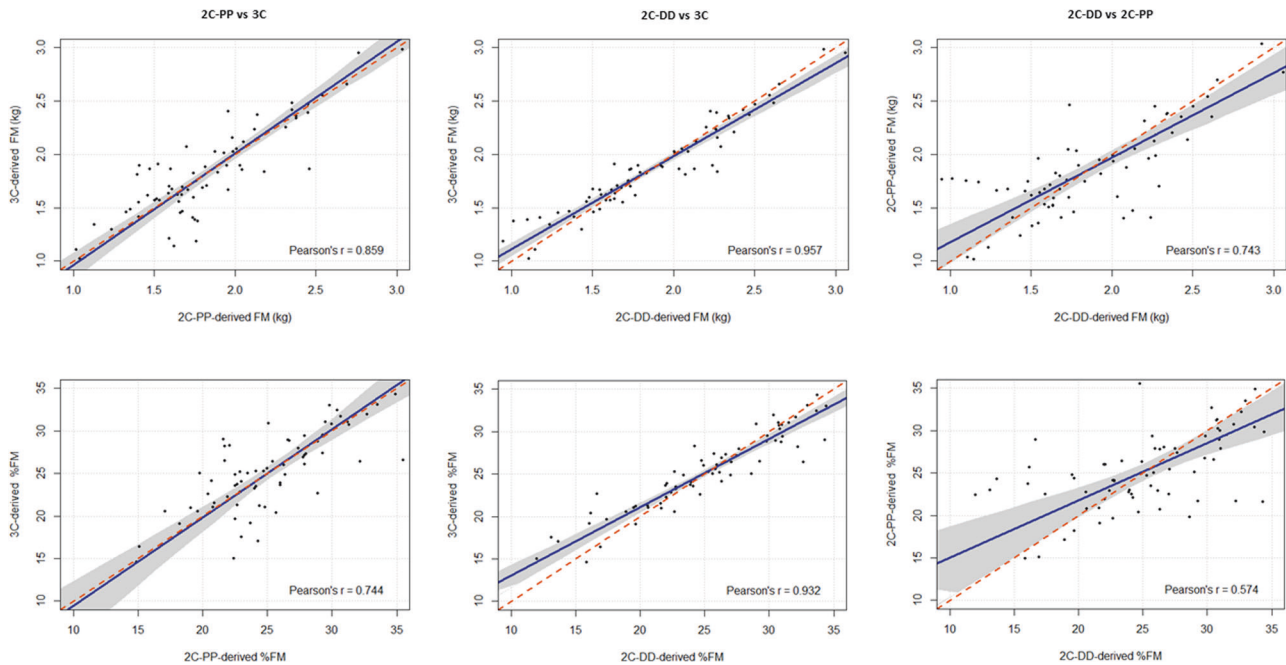 2C-PP vs 3C
2C-DD vs 3C
2C-DD vs 2C-PP
3C-derived FM (kg)
3.0
2.5
2.0
1.5
1.0
Pearson's r = 0.859
1.0 1.5 2.0 2.5 3.0
2C-PP-derived FM (kg)
3C-derived FM (kg)
3.0
2.5
2.0
1.5
1.0
Pearson's r = 0.957
1.0 1.5 2.0 2.5 3.0
2C-DD-derived FM (kg)
2C-PP-derived FM (kg)
3.0
2.5
2.0
1.5
1.0
Pearson's r = 0.743
1.0 1.5 2.0 2.5 3.0
2C-DD-derived FM (kg)
3C-derived %FM
35
30
25
20
15
10
Pearson's r = 0.744
10 15 20 25 30 35
2C-PP-derived %FM
3C-derived %FM
35
30
25
20
15
10
Pearson's r = 0.932
10 15 20 25 30 35
2C-DD-derived %FM
2C-PP-derived %FM
35
30
25
20
15
10
Pearson's r = 0.574
10 15 20 25 30 35
2C-DD-derived %FM